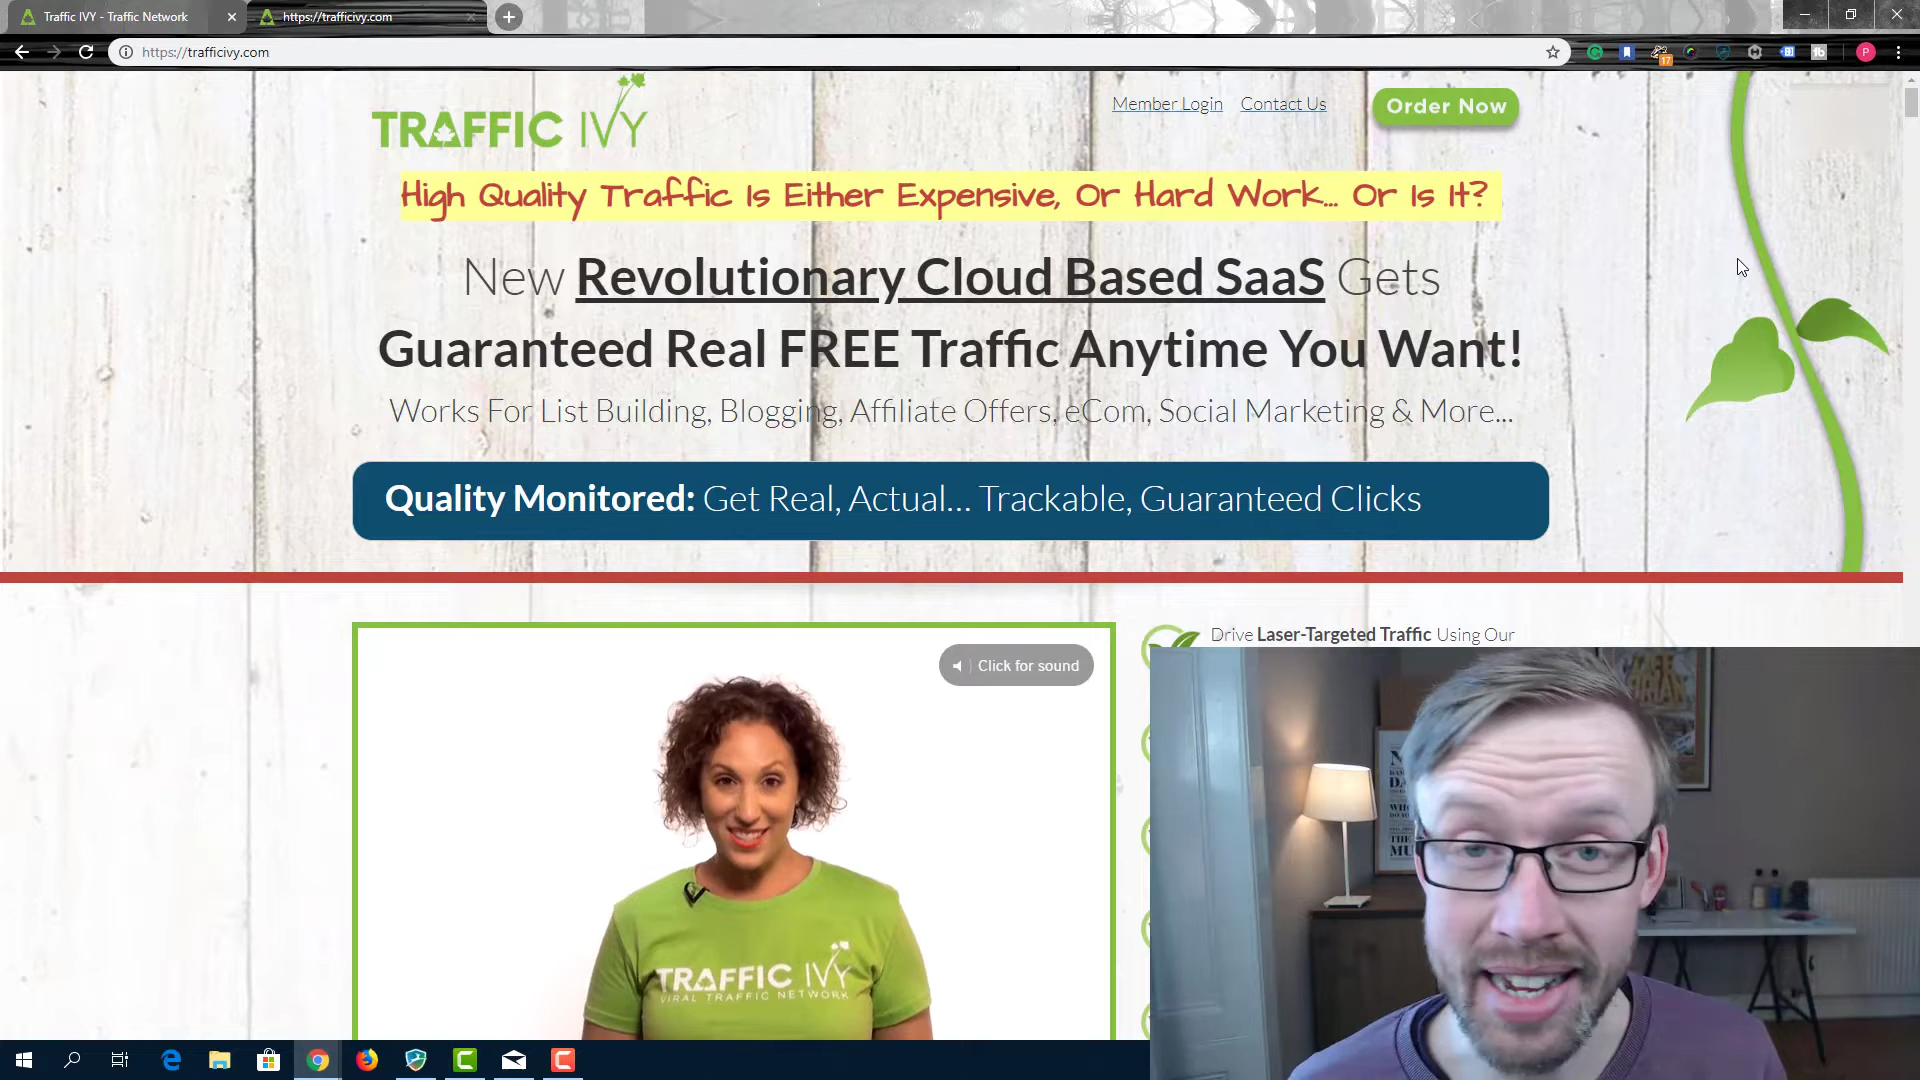 Traffic IVY - Traffic Network
https://trafficivy.com
https://trafficivy.com
17
P
TRAFFIC IVY
Member Login
Contact Us
Order Now
High Quality Traffic Is Either Expensive, Or Hard Work... Or Is It?
New Revolutionary Cloud Based SaaS Gets
Guaranteed Real FREE Traffic Anytime You Want!
Works For List Building, Blogging, Affiliate Offers, eCom, Social Marketing & More...
Quality Monitored: Get Real, Actual... Trackable, Guaranteed Clicks
Click for sound
Drive Laser-Targeted Traffic Using Our
TRAFFIC IVY
VIRAL TRAFFIC NETWORK